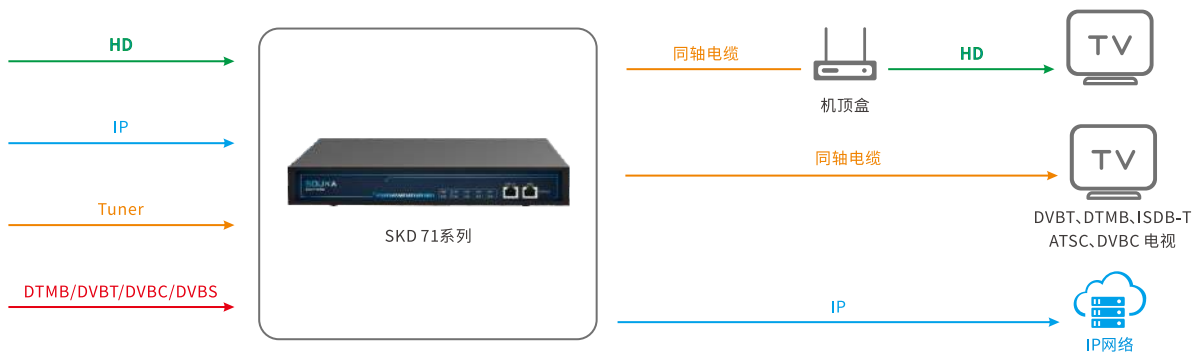 HD
IP
Tuner
DTMB/DVBT/DVBC/DVBS
SOUKA
SKD 71系列
同轴电缆
机顶盒
HD
TV
同轴电缆
TV
DVBT、DTMB、ISDB-T
ATSC、DVBC 电视
IP
IP网络